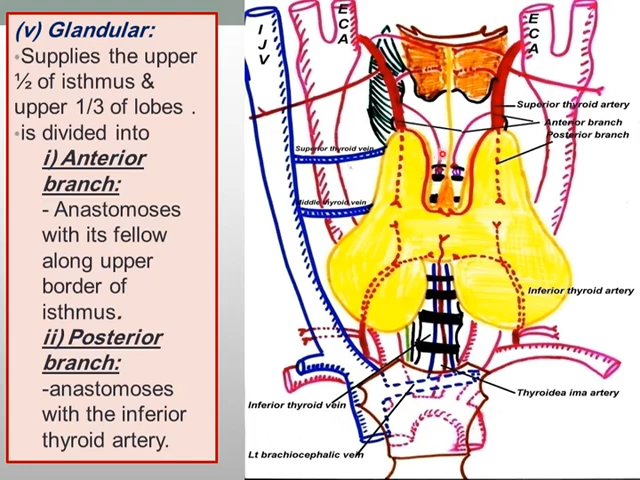 (v) Glandular:
•Supplies the upper
½ of isthmus &
upper 1/3 of lobes .
•is divided into
i) Anterior
branch:
- Anastomoses
with its fellow
along upper
border of
isthmus.
ii) Posterior
branch:
-anastomoses
with the inferior
thyroid artery.
IJV
ECA
ECA
Superior thyroid artery
Anterior branch
Posterior branch
Superior thyroid vein
Middle thyroid vein
Inferior thyroid artery
Thyroidea ima artery
Inferior thyroid vein
Lt brachiocephalic vein